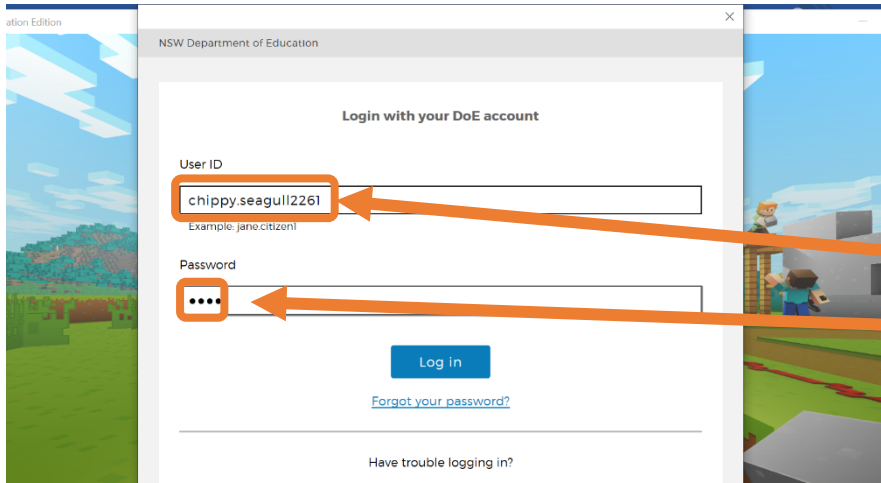 ation Edition
NSW Department of Education
Login with your DoE account
User ID
chippy.seagull2261
Example: jane.citizen1
Password
••••
Log in
Forgot your password?
Have trouble logging in?